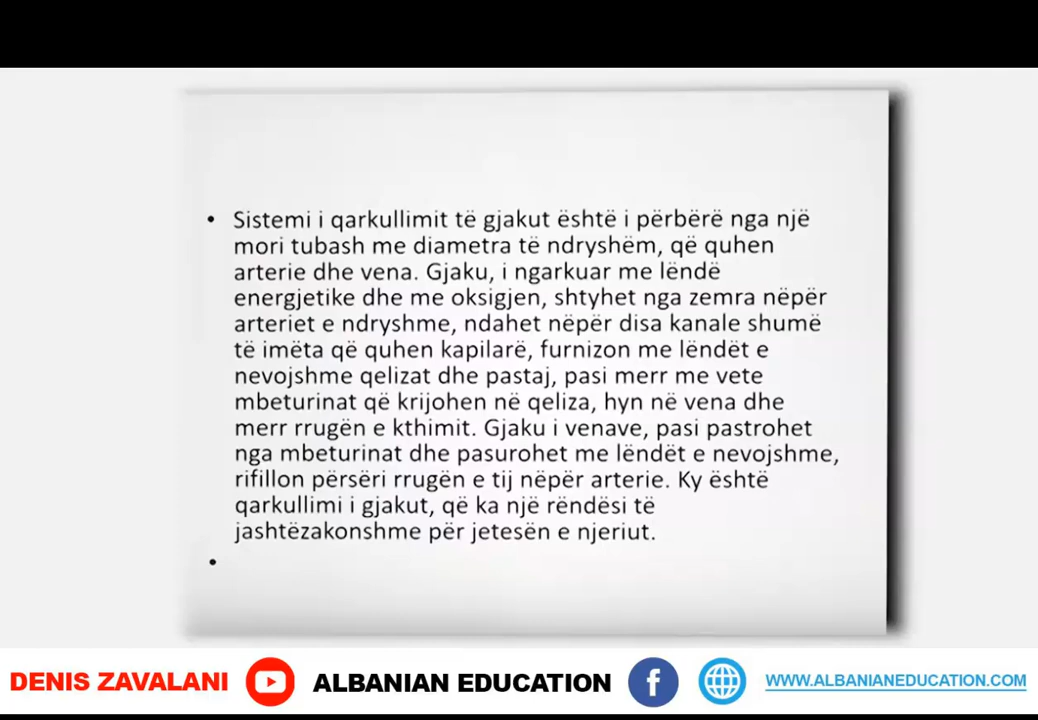 • Sistemi i qarkullimit të gjakut është i përbërë nga një
mori tubash me diametra të ndryshëm, që quhen
arterie dhe vena. Gjaku, i ngarkuar me lëndë
energjetike dhe me oksigjen, shtyhet nga zemra nëpër
arteriet e ndryshme, ndahet nëpër disa kanale shumë
të imëta që quhen kapilarë, furnizon me lëndët e
nevojshme qelizat dhe pastaj, pasi merr me vete
mbeturinat që krijohen në qeliza, hyn në vena dhe
merr rrugën e kthimit. Gjaku i venave, pasi pastrohet
nga mbeturinat dhe pasurohet me lëndët e nevojshme,
rifillon përsëri rrugën e tij nëpër arterie. Ky është
qarkullimi i gjakut, që ka një rëndësi të
jashtëzakonshme për jetesën e njeriut.
•
DENIS ZAVALANI ALBANIAN EDUCATION f WWW.ALBANIANEDUCATION.COM